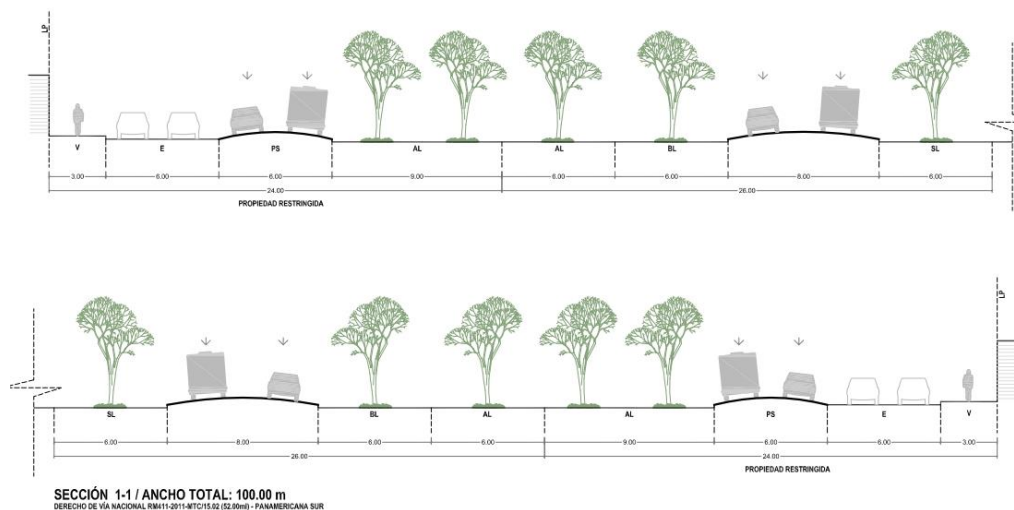 LP
V E PS AL AL BL SL
3.00 6.00 6.00 9.00 6.00 6.00 8.00 6.00
24.00 26.00
PROPIEDAD RESTRINGIDA
LP
SL BL AL AL PS E V
6.00 8.00 6.00 6.00 9.00 6.00 6.00 3.00
26.00 24.00
PROPIEDAD RESTRINGIDA
SECCIÓN 1-1 / ANCHO TOTAL: 100.00 m
DERECHO DE VÍA NACIONAL RM411-2011-MTC/15.02 (52.00ml) - PANAMERICANA SUR